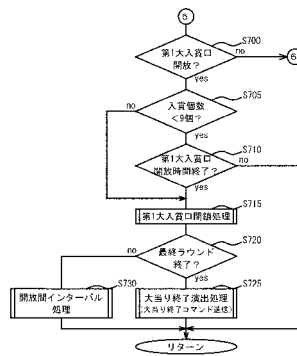 5
S700
第1大入賞口
開放?
no
6
yes
S705
no
入賞個数
<9個?
yes
S710
第1大入賞口
開放時間終了?
no
yes
S715
第1大入賞口閉鎖処理
S720
no
最終ラウンド
終了?
yes
S730
S725
開放間インターバル
処理
大当り終了演出処理
(大当り終了コマンド送信)
リターン